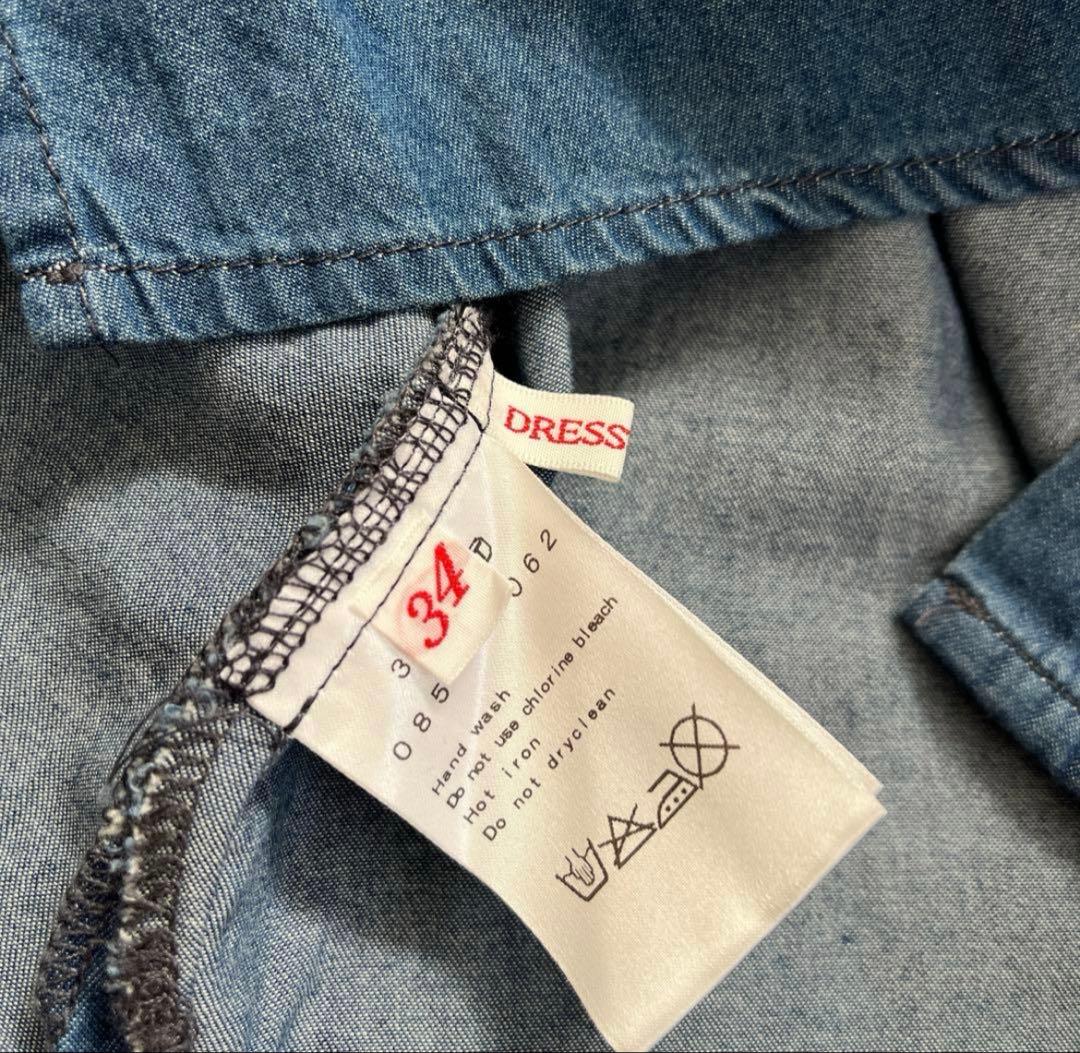 DRESS
34
062
3
085
Hand wash
Do not use chlorine bleach
Hot iron
Do not dryclean